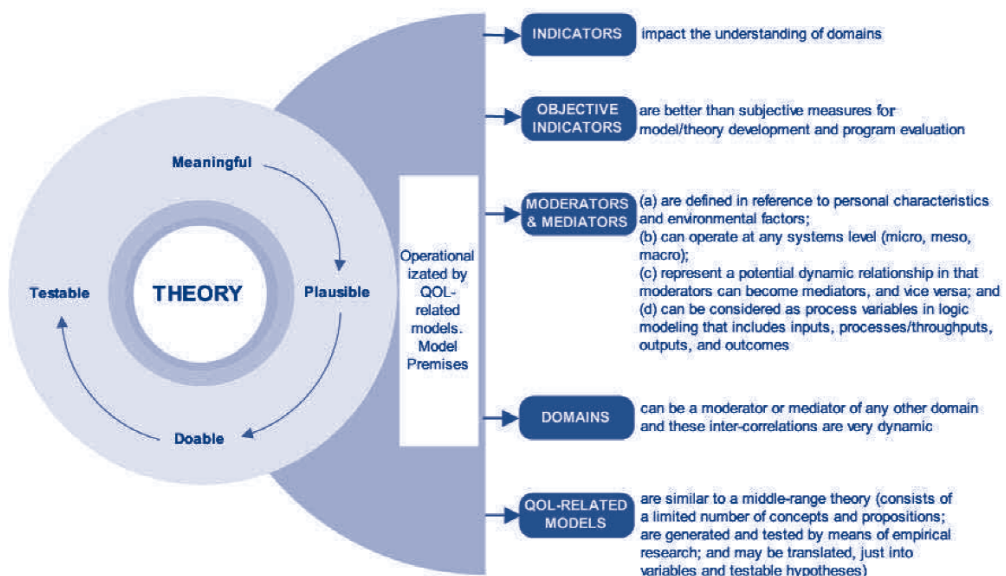 Meaningful
Testable
THEORY
Plausible
Doable
Operational
izated by
QOL-
related
models.
Model
Premises
INDICATORS
impact the understanding of domains
OBJECTIVE
INDICATORS
are better than subjective measures for
model/theory development and program evaluation
MODERATORS
& MEDIATORS
(a) are defined in reference to personal characteristics
and environmental factors;
(b) can operate at any systems level (micro, meso,
macro);
(c) represent a potential dynamic relationship in that
moderators can become mediators, and vice versa; and
(d) can be considered as process variables in logic
modeling that includes inputs, processes/throughputs,
outputs, and outcomes
DOMAINS
can be a moderator or mediator of any other domain
and these inter-correlations are very dynamic
QOL-RELATED
MODELS
are similar to a middle-range theory (consists of
a limited number of concepts and propositions;
are generated and tested by means of empirical
research; and may be translated, just into
variables and testable hypotheses)